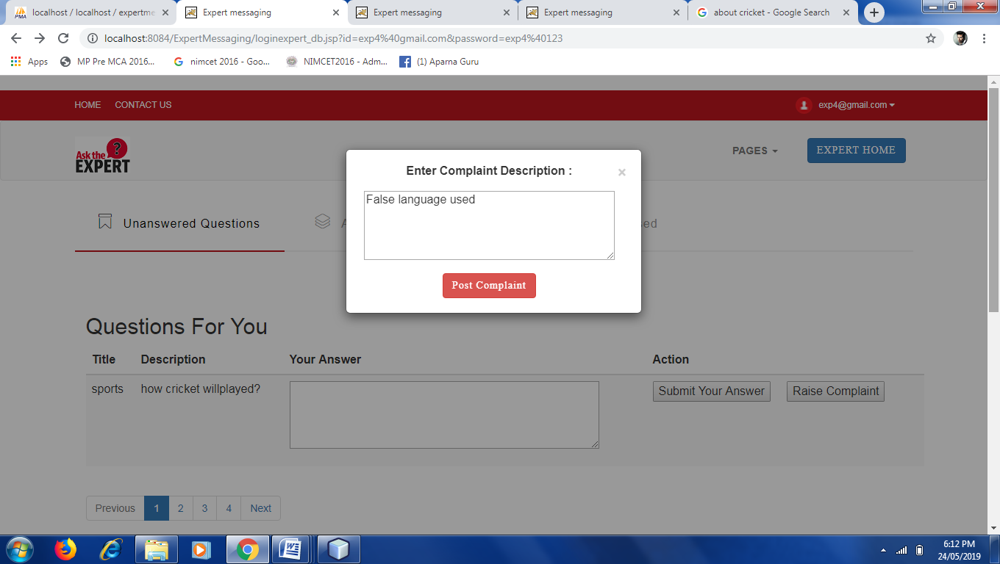 localhost / localhost / expertme
Expert messaging
Expert messaging
Expert messaging
about cricket - Google Search
localhost:8084/ExpertMessaging/loginexpert_db.jsp?id=exp4%40gmail.com&password=exp4%40123
Apps
MP Pre MCA 2016...
nimcet 2016 - Goo...
NIMCET2016 - Adm...
(1) Aparna Guru
HOME CONTACT US
exp4@gmail.com
Ask the
EXPERT
?
PAGES
EXPERT HOME
Enter Complaint Description :
×
False language used
Post Complaint
Unanswered Questions
A
ed
Questions For You
Title Description Your Answer Action
sports how cricket willplayed? Submit Your Answer Raise Complaint
Previous 1 2 3 4 Next
6:12 PM
24/05/2019